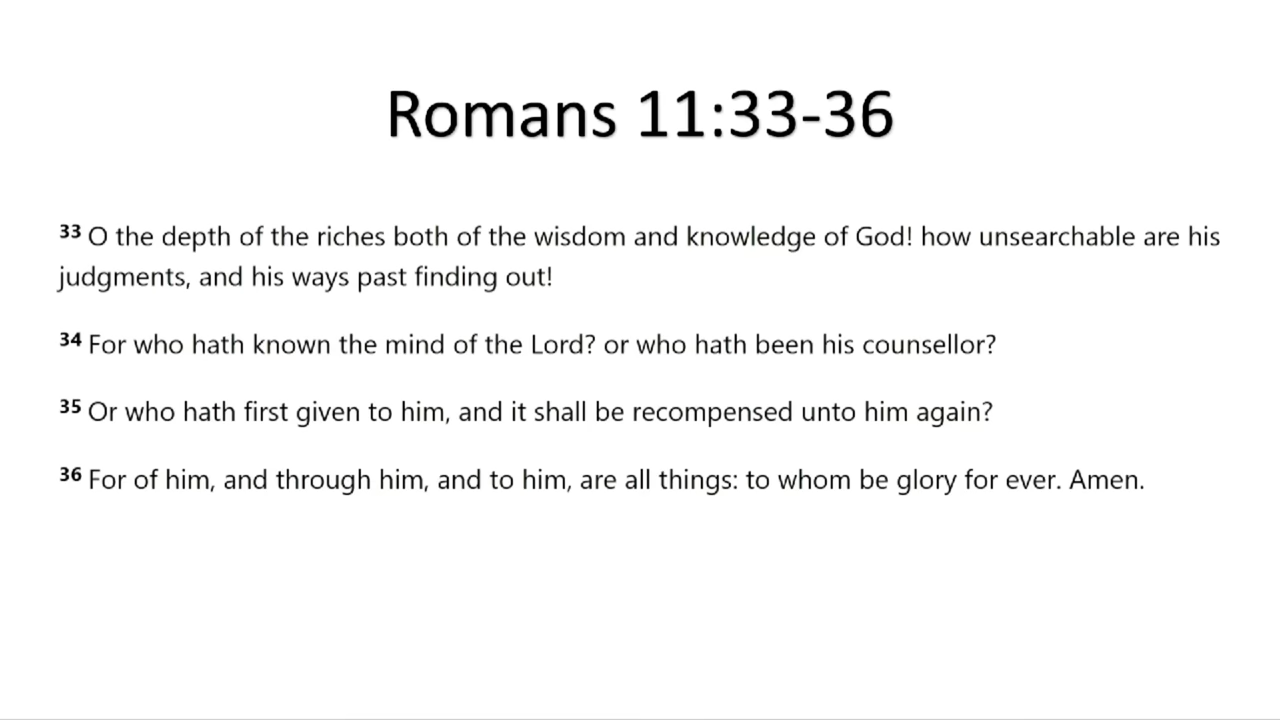 Romans 11:33-36
33 O the depth of the riches both of the wisdom and knowledge of God! how unsearchable are his
judgments, and his ways past finding out!
34 For who hath known the mind of the Lord? or who hath been his counsellor?
35 Or who hath first given to him, and it shall be recompensed unto him again?
36 For of him, and through him, and to him, are all things: to whom be glory for ever. Amen.